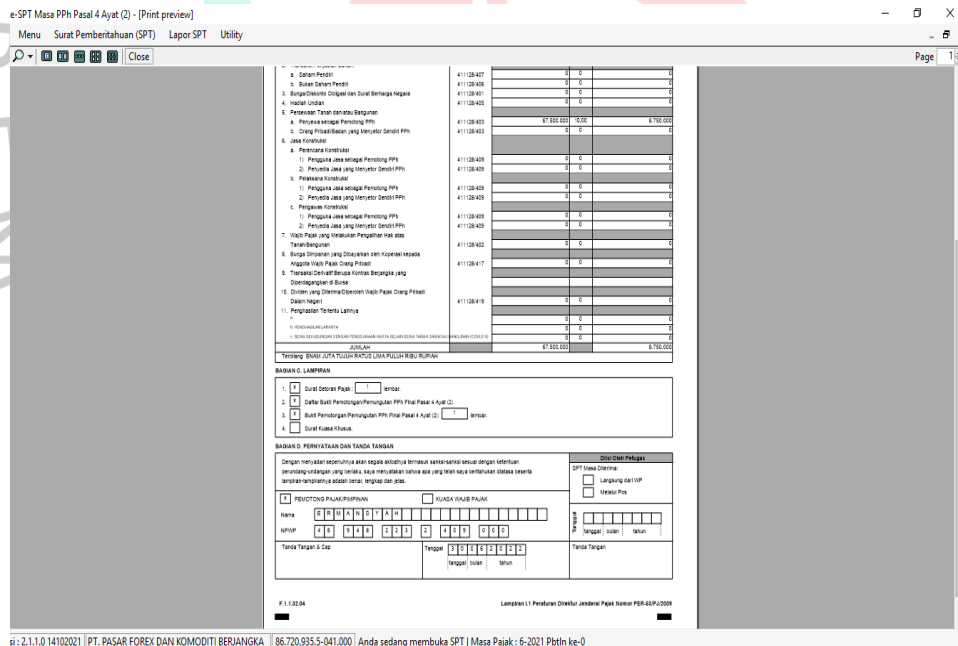 e-SPT Masa PPh Pasal 4 Ayat (2) - [Print preview]
Menu Surat Pemberitahuan (SPT) Lapor SPT Utility
Close Page 1
a. Saham Pendiri 411128/407 0 0 0
b. Bukan Saham Pendiri 411128/406 0 0 0
3. Bunga/Diskonto Obligasi dan Surat Berharga Negara 411128/401 0 0 0
4. Hadiah Undian 411128/405 0 0 0
5. Persewaan Tanah dan/atau Bangunan
a. Penyewa sebagai Pemotong PPh 411128/403 67.500.000 10,00 6.750.000
b. Orang Pribadi/Badan yang Menyetor Sendiri PPh 411128/403 0 0 0
6. Jasa Konstruksi
a. Perencana Konstruksi
1) Pengguna Jasa sebagai Pemotong PPh 411128/409 0 0 0
2) Penyedia Jasa yang Menyetor Sendiri PPh 411128/409 0 0 0
b. Pelaksana Konstruksi
1) Pengguna Jasa sebagai Pemotong PPh 411128/409 0 0 0
2) Penyedia Jasa yang Menyetor Sendiri PPh 411128/409 0 0 0
c. Pengawas Konstruksi
1) Pengguna Jasa sebagai Pemotong PPh 411128/409 0 0 0
2) Penyedia Jasa yang Menyetor Sendiri PPh 411128/409 0 0 0
7. Wajib Pajak yang Melakukan Pengalihan Hak atas
Tanah/Bangunan 411128/402 0 0 0
8. Bunga Simpanan yang Dibayarkan oleh Koperasi kepada
Anggota Wajib Pajak Orang Pribadi 411128/417 0 0 0
9. Transaksi Derivatif Berupa Kontrak Berjangka yang
Diperdagangkan di Bursa
10. Dividen yang Diterima/Diperoleh Wajib Pajak Orang Pribadi
Dalam Negeri 411128/419 0 0 0
11. Penghasilan Tertentu Lainnya
a. 0 0 0
b. PENGHASILAN LAINNYA 0 0 0
0 0 0
JUMLAH 67.500.000 6.750.000
Terbilang ENAM JUTA TUJUH RATUS LIMA PULUH RIBU RUPIAH
BAGIAN C. LAMPIRAN
1. X Surat Setoran Pajak : 1 lembar.
2. X Daftar Bukti Pemotongan/Pemungutan PPh Final Pasal 4 Ayat (2).
3. X Bukti Pemotongan/Pemungutan PPh Final Pasal 4 Ayat (2): 1 lembar.
4. Surat Kuasa Khusus.
BAGIAN D. PERNYATAAN DAN TANDA TANGAN
Dengan menyadari sepenuhnya akan segala akibatnya termasuk sanksi-sanksi sesuai dengan ketentuan
perundang-undangan yang berlaku, saya menyatakan bahwa apa yang telah saya beritahukan diatas beserta
lampiran-lampirannya adalah benar, lengkap dan jelas.
X PEMOTONG PAJAK/PIMPINAN KUASA WAJIB PAJAK
Nama E R M A N S Y A H
NPWP 4 8 9 4 8 2 2 3 2 4 0 9 0 0 0
Tanda Tangan & Cap Tanggal 3 0 0 6 2 0 2 2
tanggal bulan tahun
Diisi Oleh Petugas
SPT Masa Diterima:
Langsung dari WP
Melalui Pos
Tanggal
tanggal bulan tahun
Tanda Tangan
F.1.1.02.04 Lampiran I.1 Peraturan Direktur Jenderal Pajak Nomor PER-53/PJ/2009
si : 2.1.1.0 14102021 PT. PASAR FOREX DAN KOMODITI BERJANGKA 86.720.935.5-041.000 Anda sedang membuka SPT | Masa Pajak : 6-2021 Pbtln ke-0